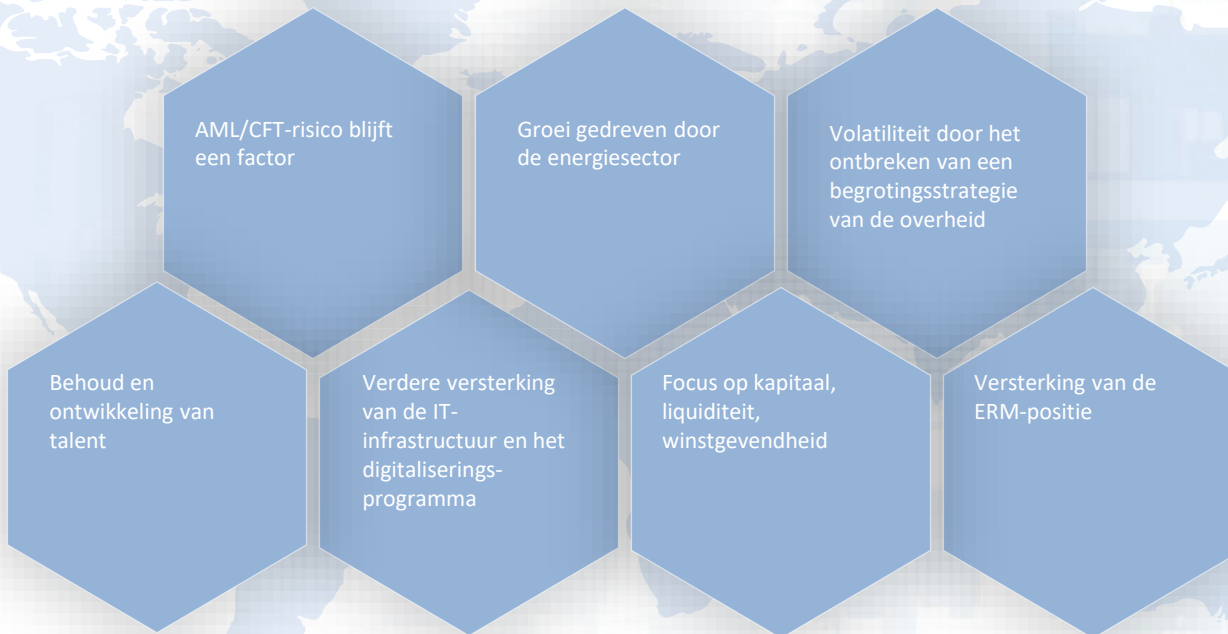 AML/CFT-risico blijft
een factor
Groei gedreven door
de energiesector
Volatiliteit door het
ontbreken van een
begrotingsstrategie
van de overheid
Behoud en
ontwikkeling van
talent
Verdere versterking
van de IT-
infrastructuur en het
digitaliserings-
programma
Focus op kapitaal,
liquiditeit,
winstgevendheid
Versterking van de
ERM-positie